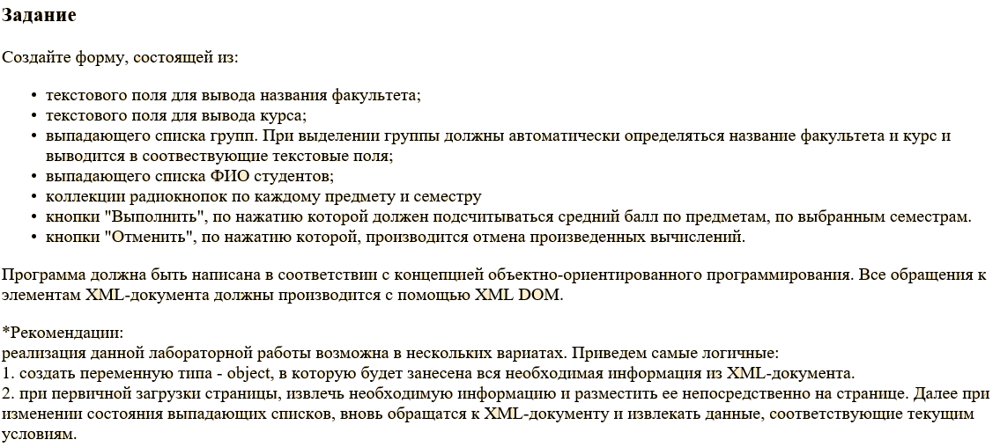 Задание
Создайте форму, состоящей из:
• текстового поля для вывода названия факультета;
• текстового поля для вывода курса;
• выпадающего списка групп. При выделении группы должны автоматически определяться название факультета и курс и
выводится в соотвествующие текстовые поля;
• выпадающего списка ФИО студентов;
• коллекции радиокнопок по каждому предмету и семестру
• кнопки "Выполнить", по нажатию которой должен подсчитываться средний балл по предметам, по выбранным семестрам.
• кнопки "Отменить", по нажатию которой, производится отмена произведенных вычислений.
Программа должна быть написана в соответствии с концепцией объектно-ориентированного программирования. Все обращения к
элементам XML-документа должны производится с помощью XML DOM.
*Рекомендации:
реализация данной лабораторной работы возможна в нескольких вариатах. Приведем самые логичные:
1. создать переменную типа - object, в которую будет занесена вся необходимая информация из XML-документа.
2. при первичной загрузки страницы, извлечь необходимую информацию и разместить ее непосредственно на странице. Далее при
изменении состояния выпадающих списков, вновь обращатся к XML-документу и извлекать данные, соответствующие текущим
условиям.